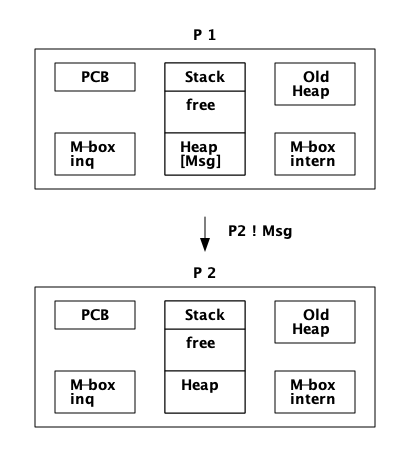 P 1
PCB
Stack
Old
Heap
free
M-box
inq
Heap
[Msg]
M-box
intern
P2 ! Msg
P 2
PCB
Stack
Old
Heap
free
M-box
inq
Heap
M-box
intern